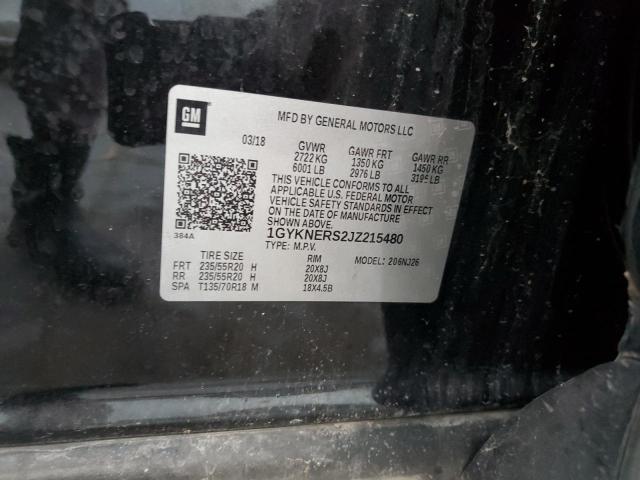 GM
MFD BY GENERAL MOTORS LLC
03/18 GVWR GAWR FRT GAWR RR
2722 KG 1350 KG 1450 KG
6001 LB 2976 LB 3196 LB
THIS VEHICLE CONFORMS TO ALL
APPLICABLE U.S. FEDERAL MOTOR
VEHICLE SAFETY STANDARDS IN EFFECT
ON THE DATE OF MANUFACTURE
SHOWN ABOVE.
1GYKNERS2JZ215480
384A
TYPE: M.P.V. MODEL: 206NJ26
TIRE SIZE RIM
FRT 235/55R20 H 20X8J
RR 235/55R20 H 20X8J
SPA T135/70R18 M 18X4.5B